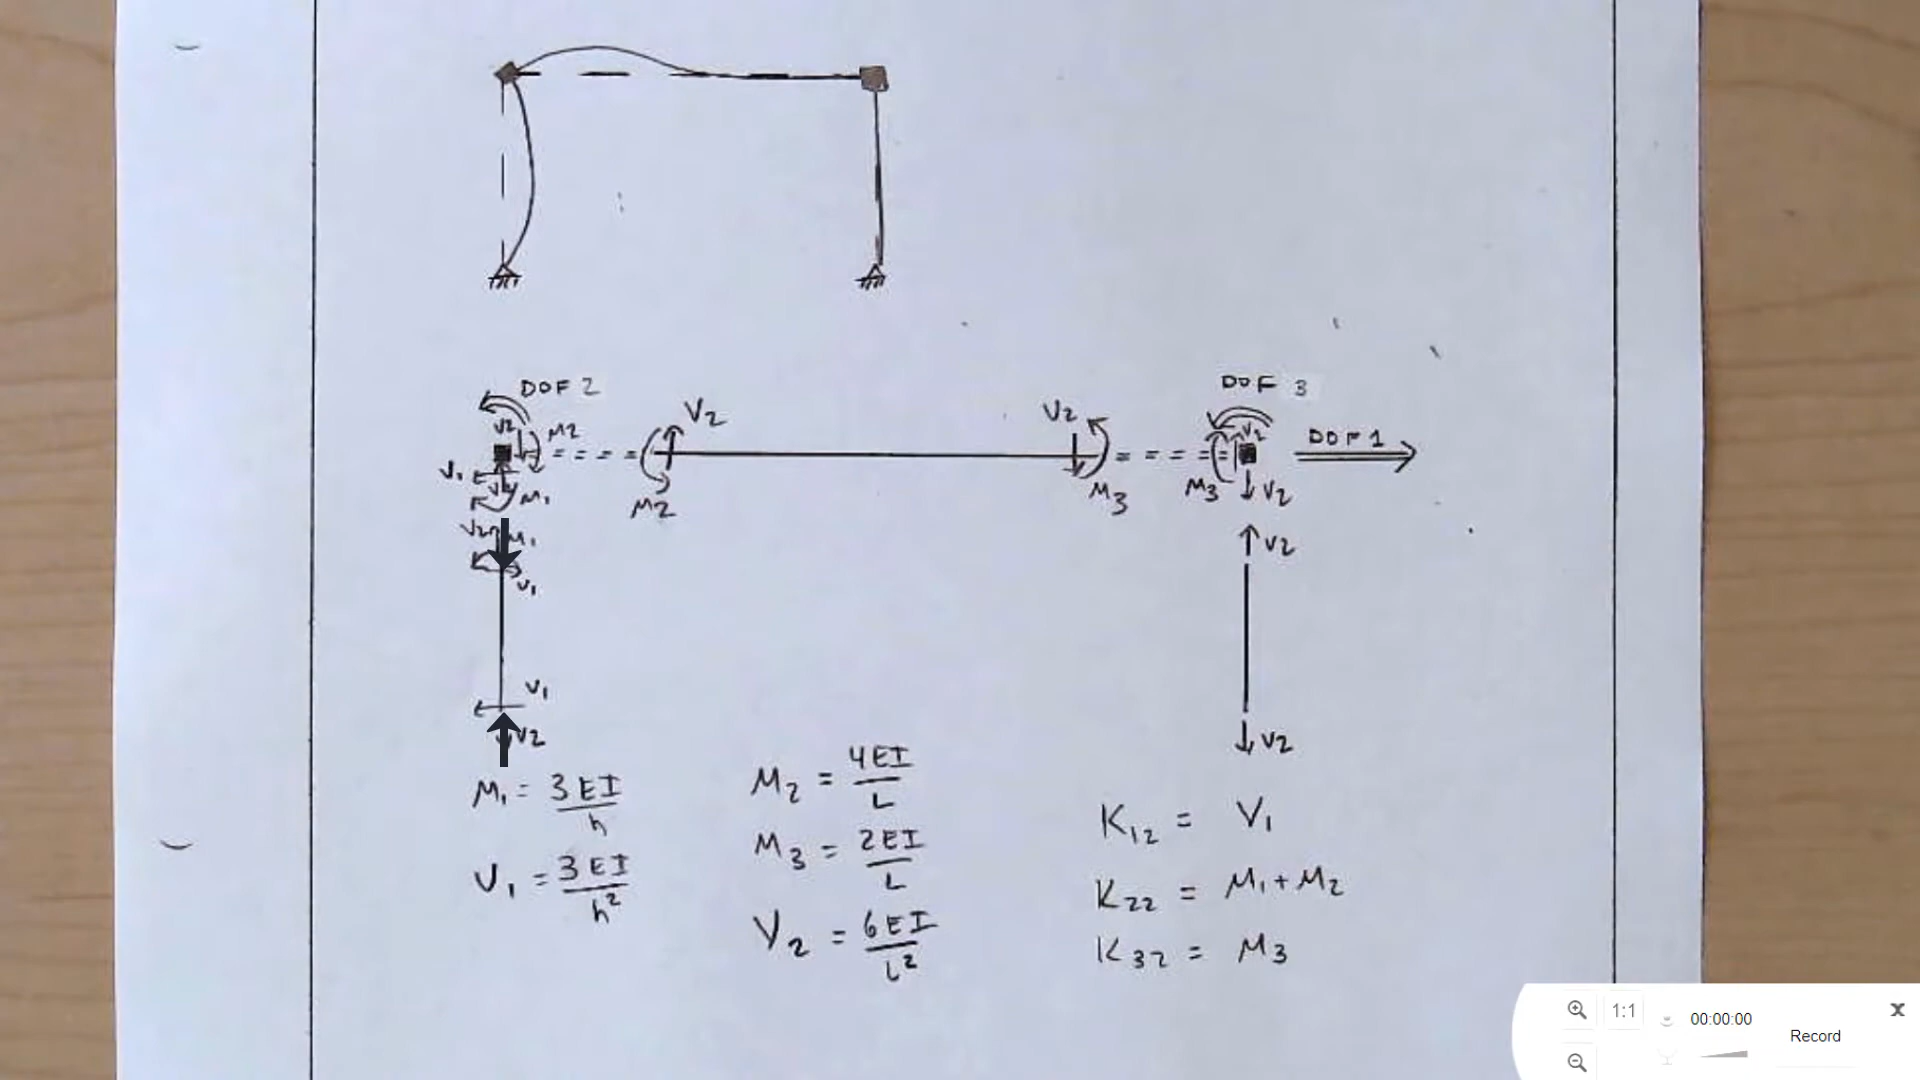 DOF 2
DOF 3
V2
V2
V2
M2
V2
DOF 1
V1
M1
M2
M3
M3
V2
V2
M1
V2
V1
V1
V2
V2
M1 = 3EI/h
M2 = 4EI/L
K12 = V1
M3 = 2EI/L
V1 = 3EI/h²
K22 = M1 + M2
V2 = 6EI/L²
K32 = M3
1:1
00:00:00
Record
x